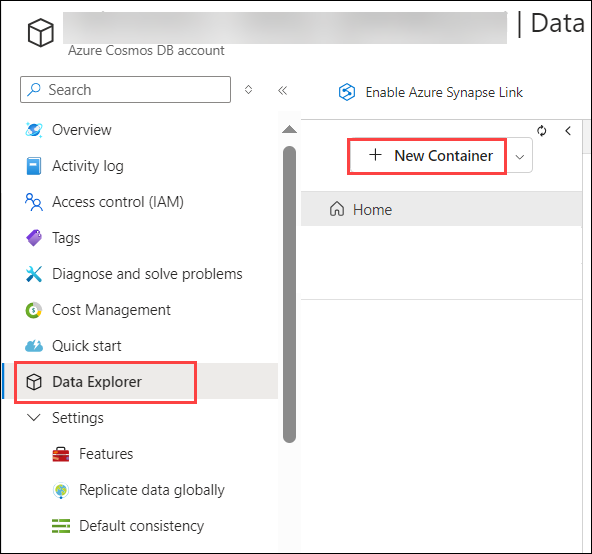 | Data
Azure Cosmos DB account
Search
Overview
Activity log
Access control (IAM)
Tags
Diagnose and solve problems
Cost Management
Quick start
Data Explorer
Settings
Features
Replicate data globally
Default consistency
Enable Azure Synapse Link
+ New Container
Home